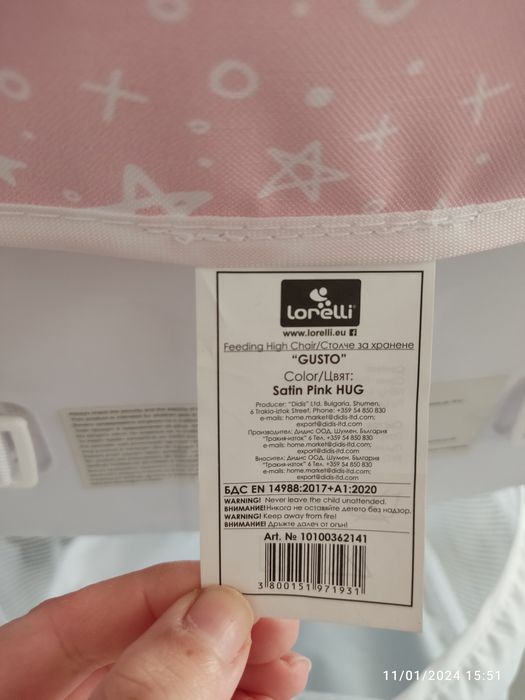 lorelli
www.lorelli.eu
Feeding High Chair/Столче за хранене
"GUSTO"
Color/Цвят:
Satin Pink HUG
Producer: "Didis" Ltd. Bulgaria, Shumen,
6 Trakia-iztok Street, Phone: +359 54 850 830
e-mails: home.market@didis-ltd.com;
export@didis-ltd.com
Производител: Дидис ООД, Шумен, България
"Тракия-изток" 6 Тел. +359 54 850 830
e-mails: home.market@didis-ltd.com;
export@didis-ltd.com
Вносител: Дидис ООД, Шумен, България
"Тракия-изток" 6 Тел. +359 54 850 830
e-mails: home.market@didis-ltd.com;
export@didis-ltd.com
БДС EN 14988:2017+A1:2020
WARNING! Never leave the child unattended.
ВНИМАНИЕ!Никога не оставяйте детето без надзор.
WARNING! Keep away from fire!
ВНИМАНИЕ! Дръжте далеч от огън!
Art. № 10100362141
3 800151 971931
11/01/2024 15:51